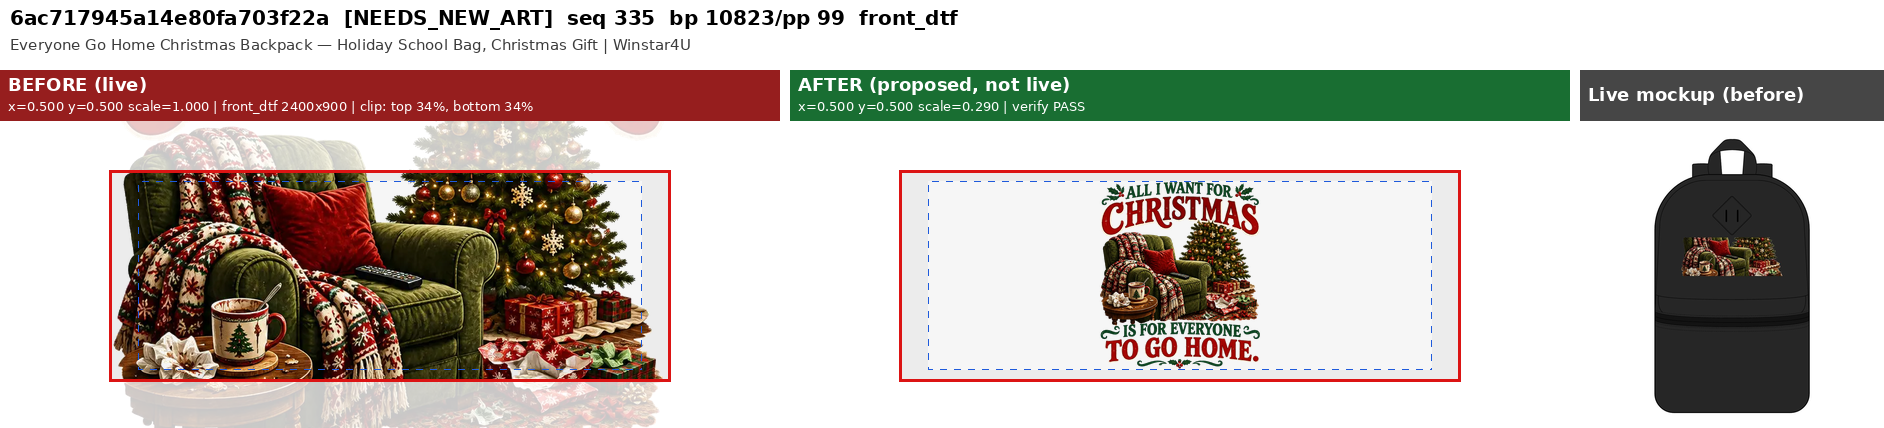 6ac717945a14e80fa703f22a [NEEDS_NEW_ART] seq 335 bp 10823/pp 99 front_dtf
Everyone Go Home Christmas Backpack — Holiday School Bag, Christmas Gift | Winstar4U
BEFORE (live)
x=0.500 y=0.500 scale=1.000 | front_dtf 2400x900 | clip: top 34%, bottom 34%
AFTER (proposed, not live)
x=0.500 y=0.500 scale=0.290 | verify PASS
Live mockup (before)
ALL I WANT FOR
CHRISTMAS
IS FOR EVERYONE
TO GO HOME.